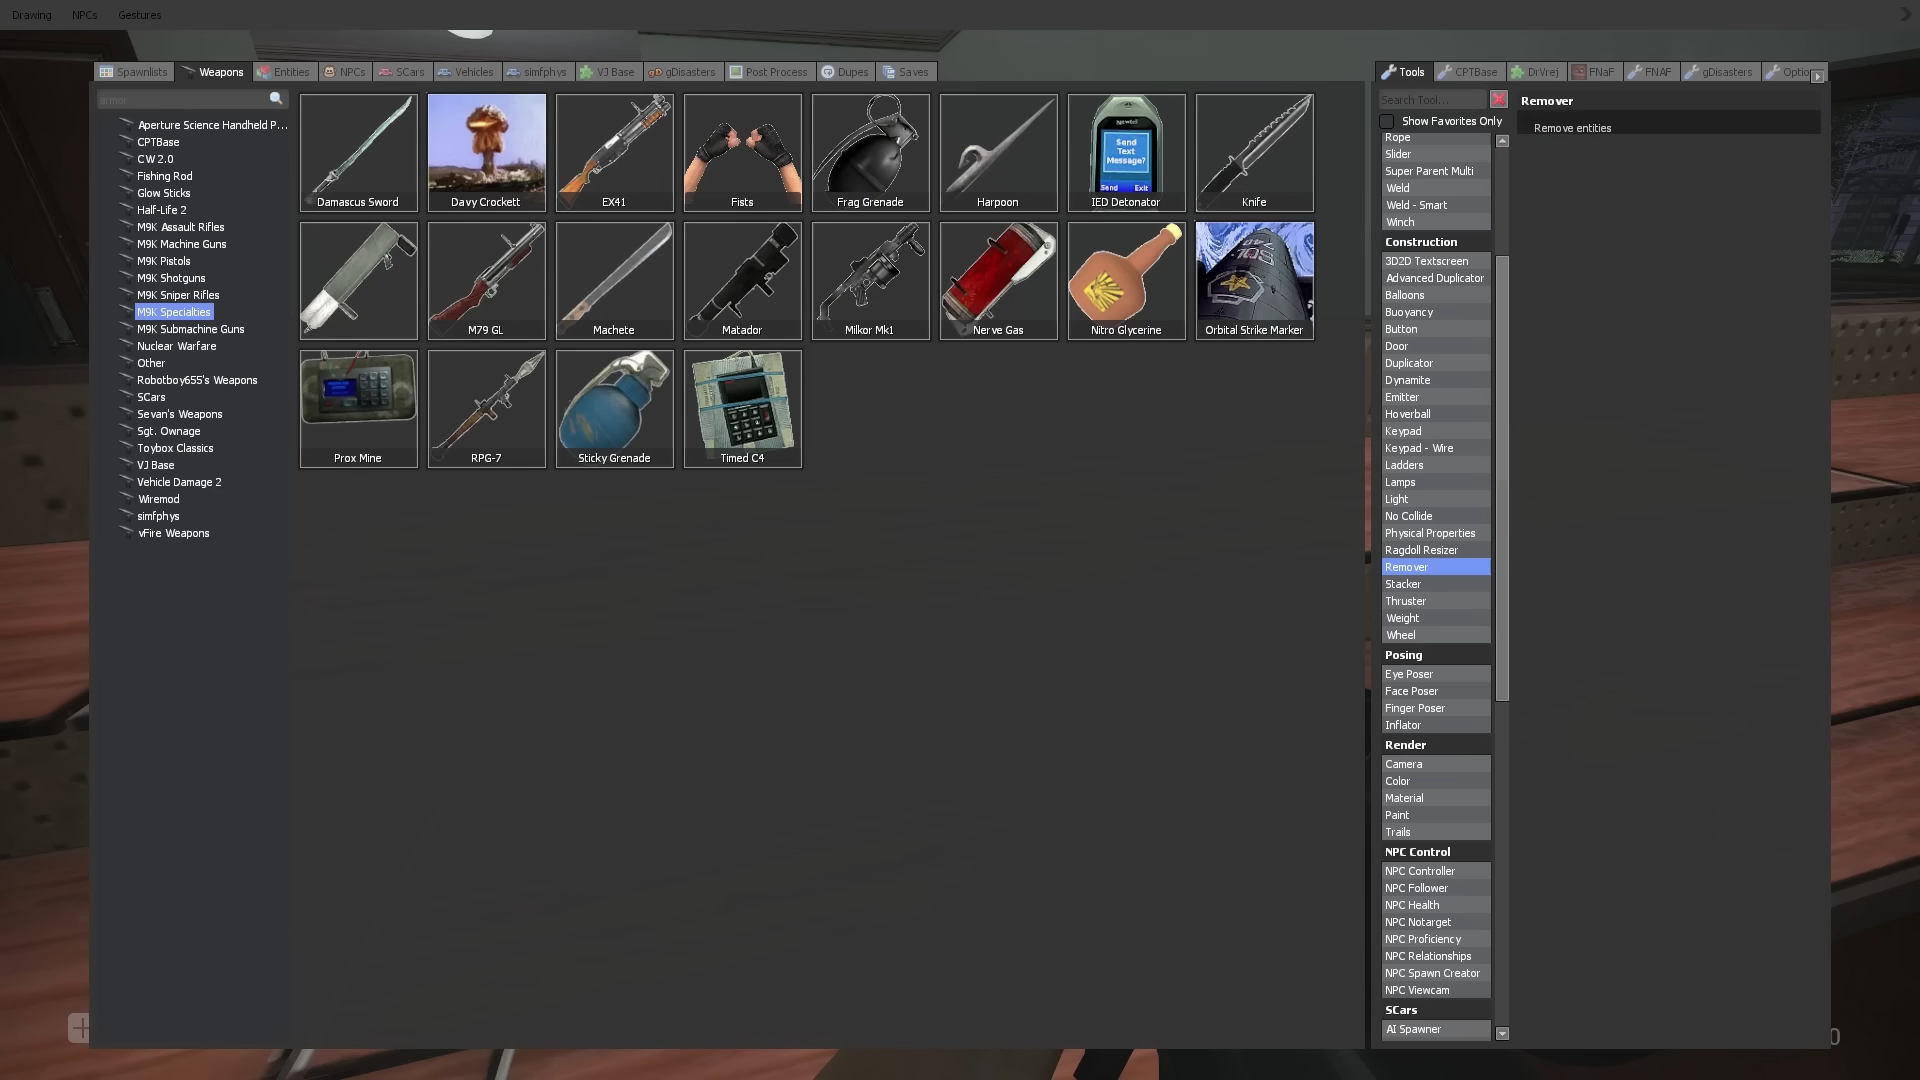 Drawing NPCs Gestures
Spawnlists Weapons Entities NPCs SCars Vehicles simfphys VJ Base gDisasters Post Process Dupes Saves
armor
Aperture Science Handheld P...
CPTBase
CW 2.0
Fishing Rod
Glow Sticks
Half-Life 2
M9K Assault Rifles
M9K Machine Guns
M9K Pistols
M9K Shotguns
M9K Sniper Rifles
M9K Specialties
M9K Submachine Guns
Nuclear Warfare
Other
Robotboy655's Weapons
SCars
Sevan's Weapons
Sgt. Ownage
Toybox Classics
VJ Base
Vehicle Damage 2
Wiremod
simfphys
vFire Weapons
Send
Text
Message?
Send Exit
Damascus Sword Davy Crockett EX41 Fists Frag Grenade Harpoon IED Detonator Knife
M79 GL Machete Matador Milkor Mk1 Nerve Gas Nitro Glycerine Orbital Strike Marker
Prox Mine RPG-7 Sticky Grenade Timed C4
Tools CPTBase DrVrej FNaF FNAF gDisasters Optio
Search Tool...
Show Favorites Only
Rope
Slider
Super Parent Multi
Weld
Weld - Smart
Winch
Construction
3D2D Textscreen
Advanced Duplicator
Balloons
Buoyancy
Button
Door
Duplicator
Dynamite
Emitter
Hoverball
Keypad
Keypad - Wire
Ladders
Lamps
Light
No Collide
Physical Properties
Ragdoll Resizer
Remover
Stacker
Thruster
Weight
Wheel
Posing
Eye Poser
Face Poser
Finger Poser
Inflator
Render
Camera
Color
Material
Paint
Trails
NPC Control
NPC Controller
NPC Follower
NPC Health
NPC Notarget
NPC Proficiency
NPC Relationships
NPC Spawn Creator
NPC Viewcam
SCars
AI Spawner
Remover
Remove entities
0